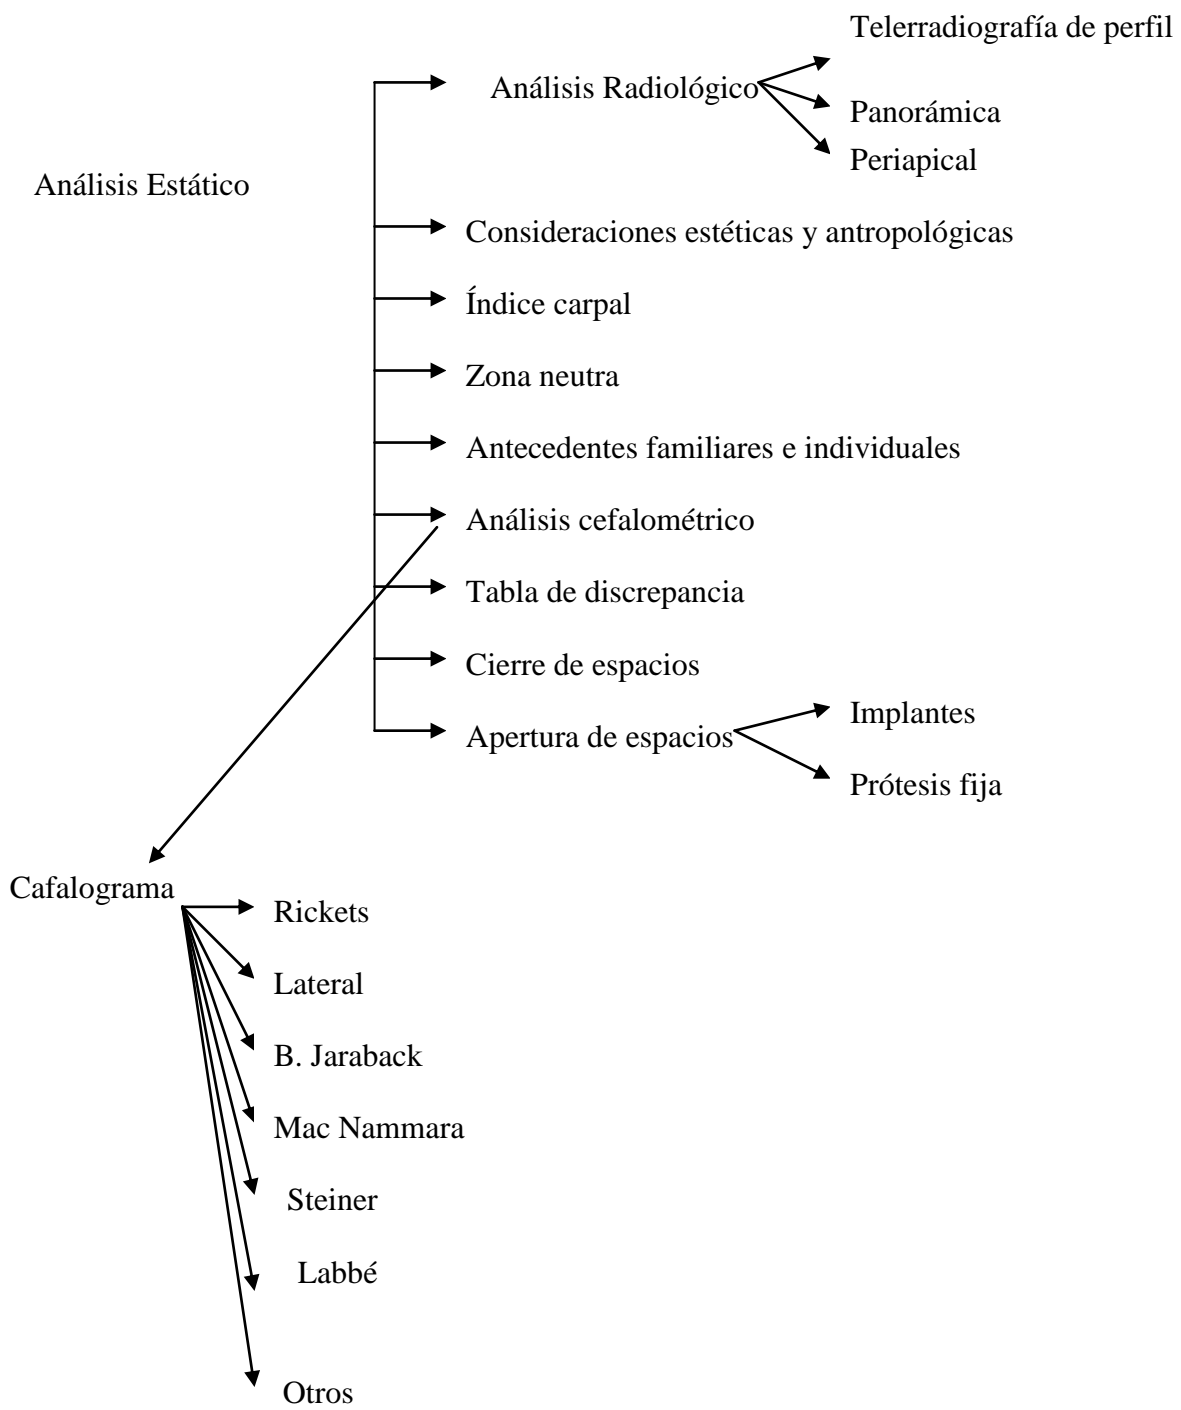 Telerradiografía de perfil
Análisis Radiológico
Panorámica
Periapical
Análisis Estático
Consideraciones estéticas y antropológicas
Índice carpal
Zona neutra
Antecedentes familiares e individuales
Análisis cefalométrico
Tabla de discrepancia
Cierre de espacios
Apertura de espacios
Implantes
Prótesis fija
Cafalograma
Rickets
Lateral
B. Jaraback
Mac Nammara
Steiner
Labbé
Otros